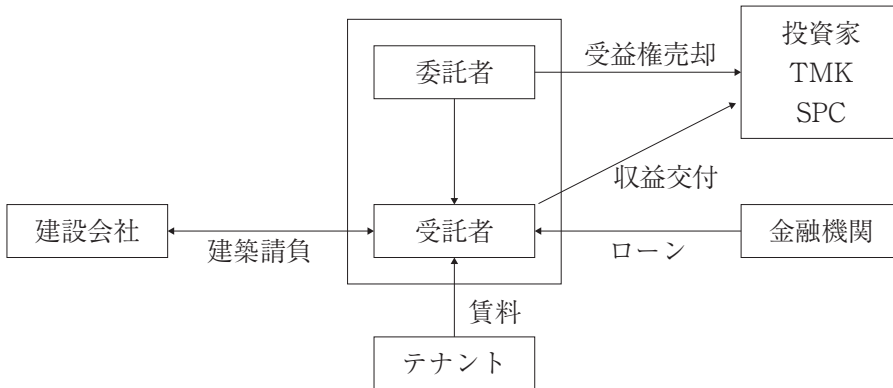 委託者
受益権売却
投資家
TMK
SPC
収益交付
建設会社
建築請負
受託者
ローン
金融機関
賃料
テナント